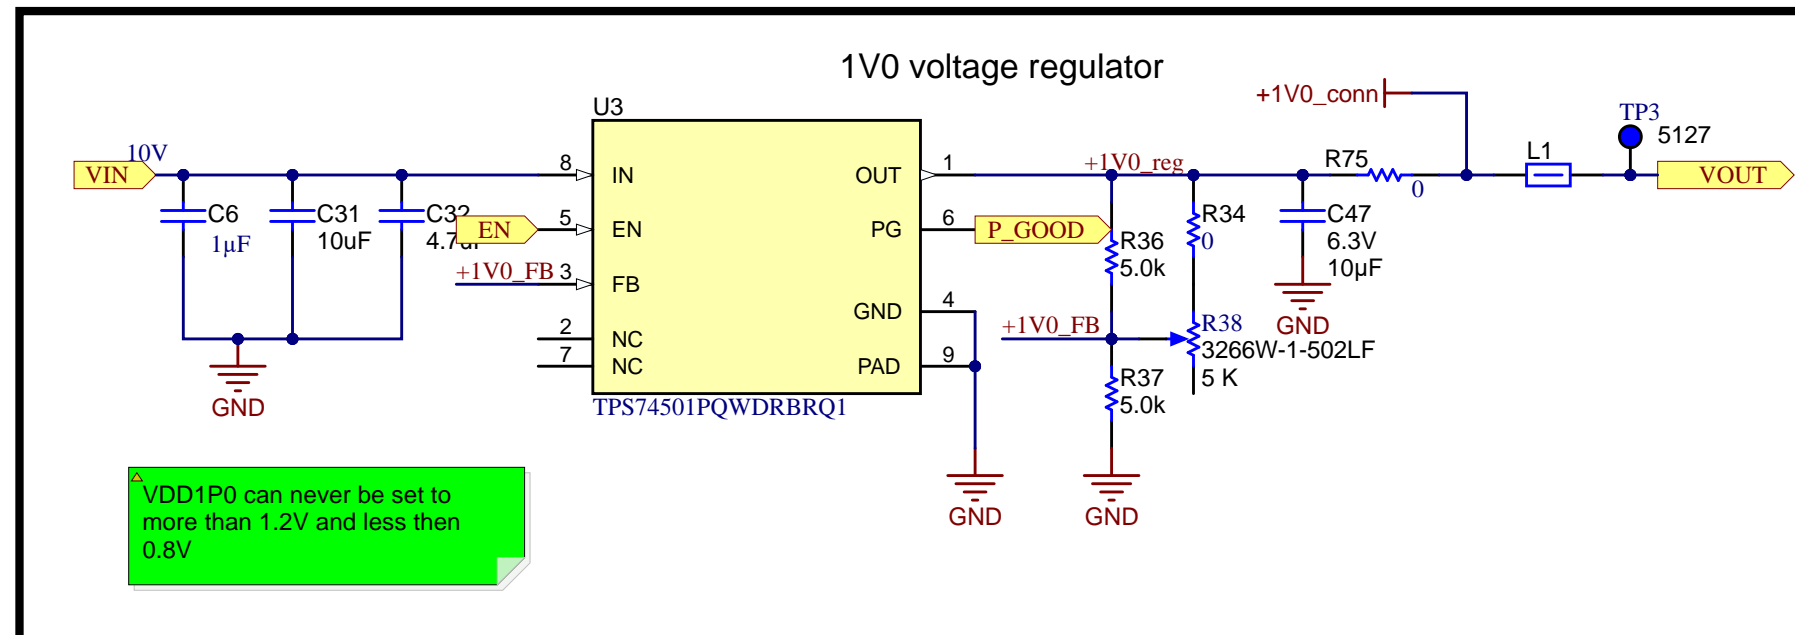 1V0 voltage regulator
+1V0_conn
TP3
5127
U3
10V
VIN
8
IN
OUT
1
+1V0_reg
R75
0
L1
VOUT
C6
1µF
C31
10uF
C32
4.7uF
EN
5
EN
PG
6
P_GOOD
R36
5.0k
R34
0
C47
6.3V
10µF
GND
+1V0_FB
3
FB
GND
4
+1V0_FB
R38
3266W-1-502LF
5 K
2
NC
7
NC
PAD
9
R37
5.0k
TPS74501PQWDRBRQ1
GND
GND
GND
VDD1P0 can never be set to
more than 1.2V and less then
0.8V